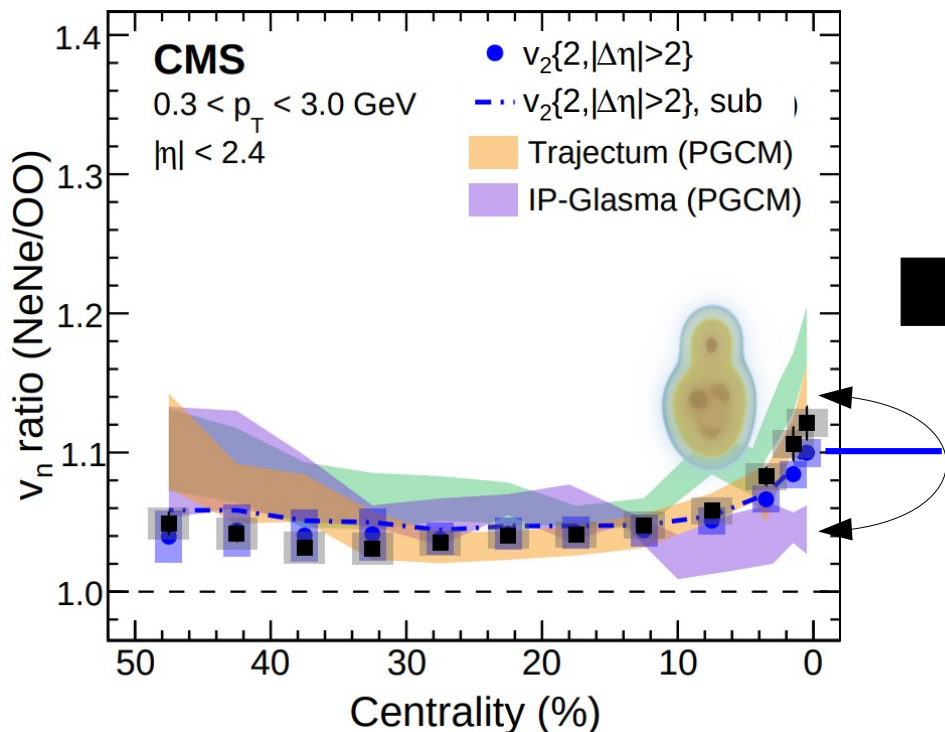 1.4
1.3
1.2
1.1
1.0
v_n ratio (NeNe/OO)
CMS
0.3 < p_T < 3.0 GeV
|η| < 2.4
v_2{2,|Δη|>2}
v_2{2,|Δη|>2}, sub
Trajectum (PGCM)
IP-Glasma (PGCM)
50 40 30 20 10 0
Centrality (%)